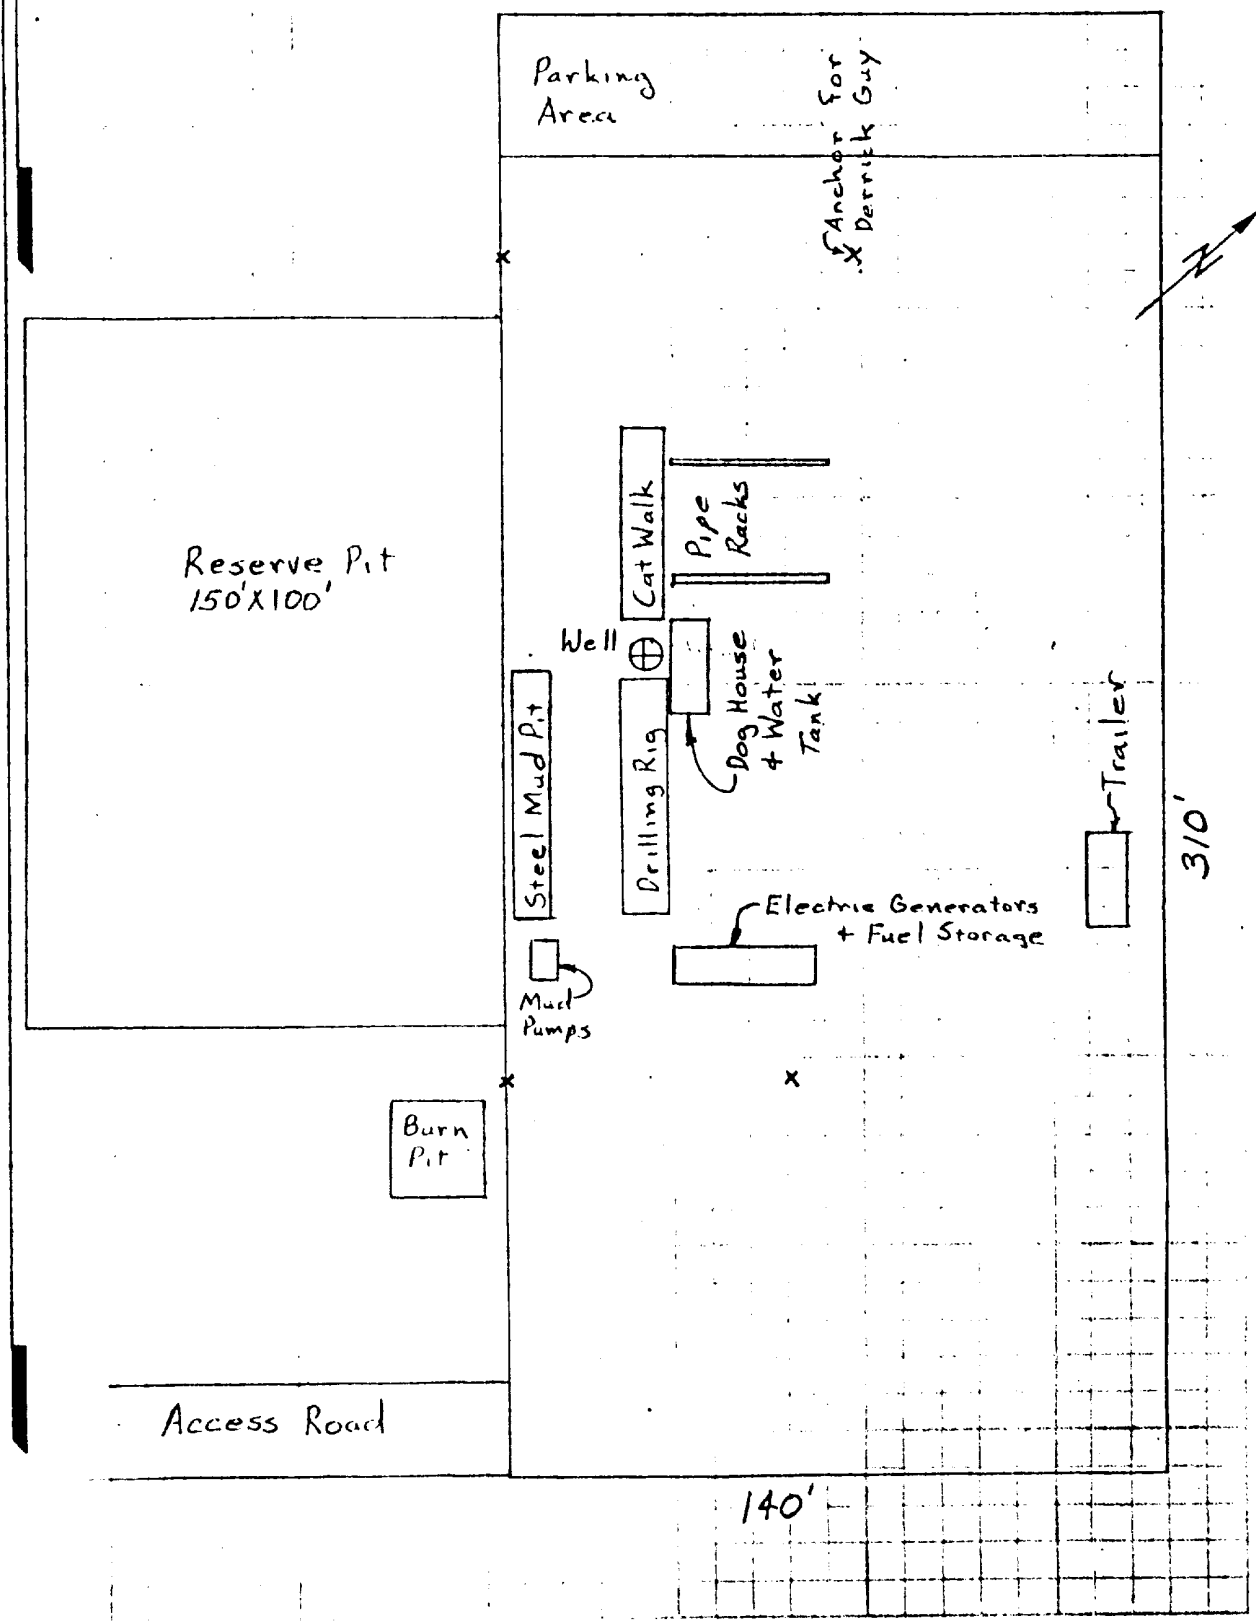 Parking
Area
Anchor For
Derrick Guy
N
Reserve Pit
150'X100'
Cat Walk
Pipe
Racks
Well
Dog House
+ Water
Tank
Steel Mud Pit
Drilling Rig
Trailer
310'
Electric Generators
+ Fuel Storage
Mud
Pumps
Burn
Pit
Access Road
140'